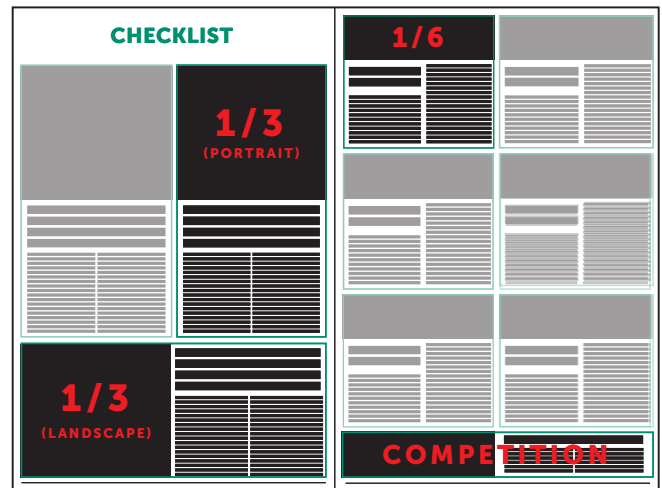 CHECKLIST
1/3
(PORTRAIT)
1/3
(LANDSCAPE)
1/6
COMPETITION